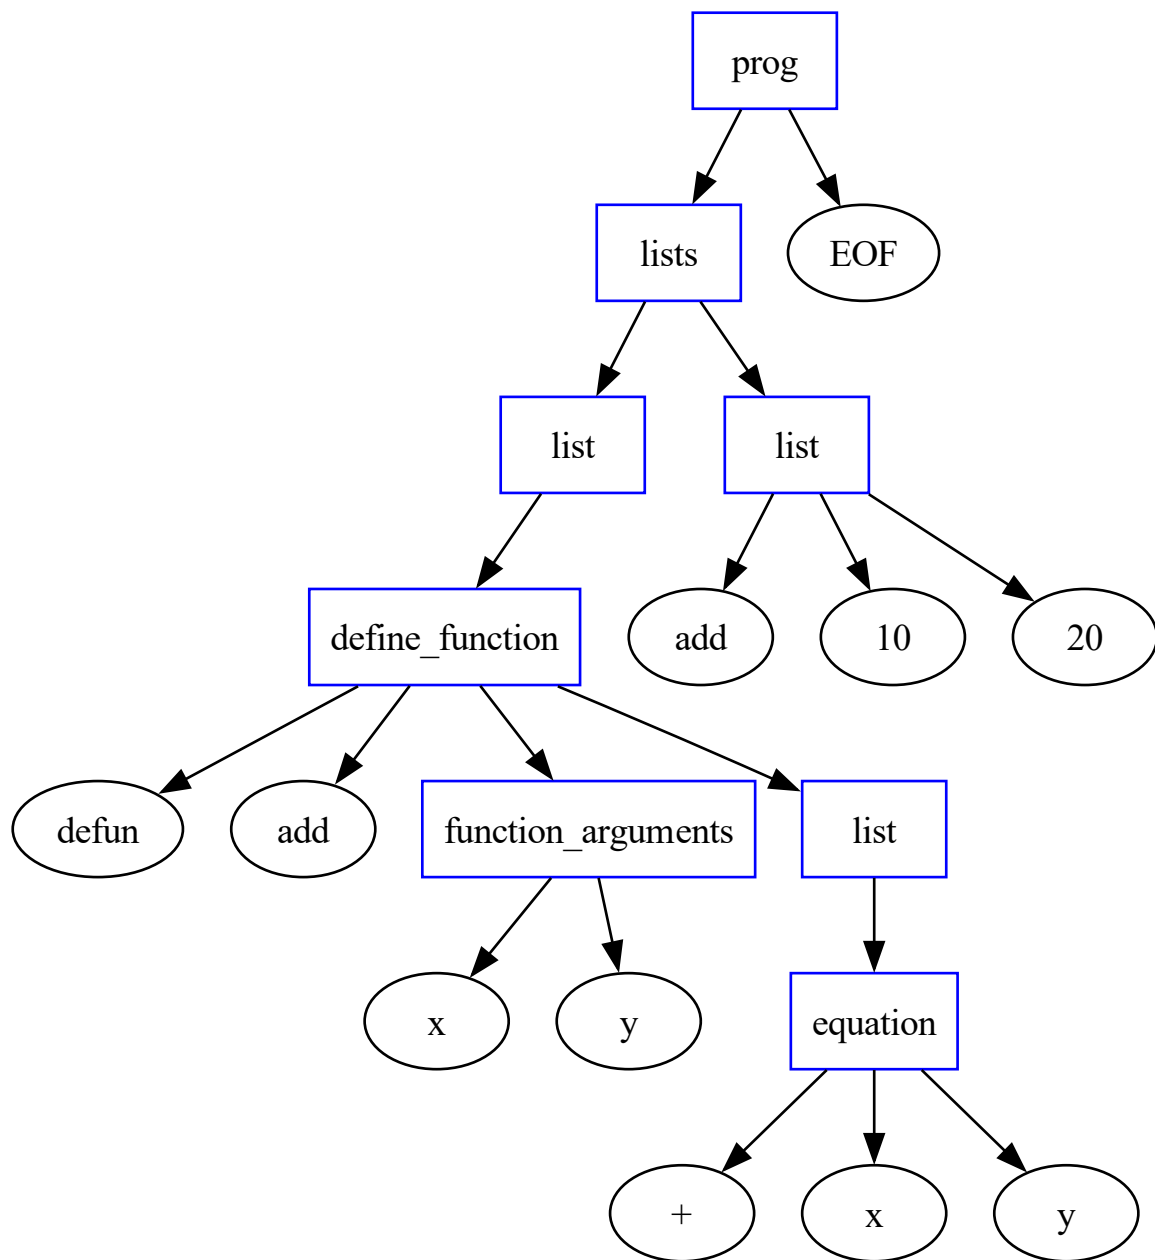 prog
lists
EOF
list
list
define_function
add
10
20
defun
add
function_arguments
list
x
y
equation
+
x
y